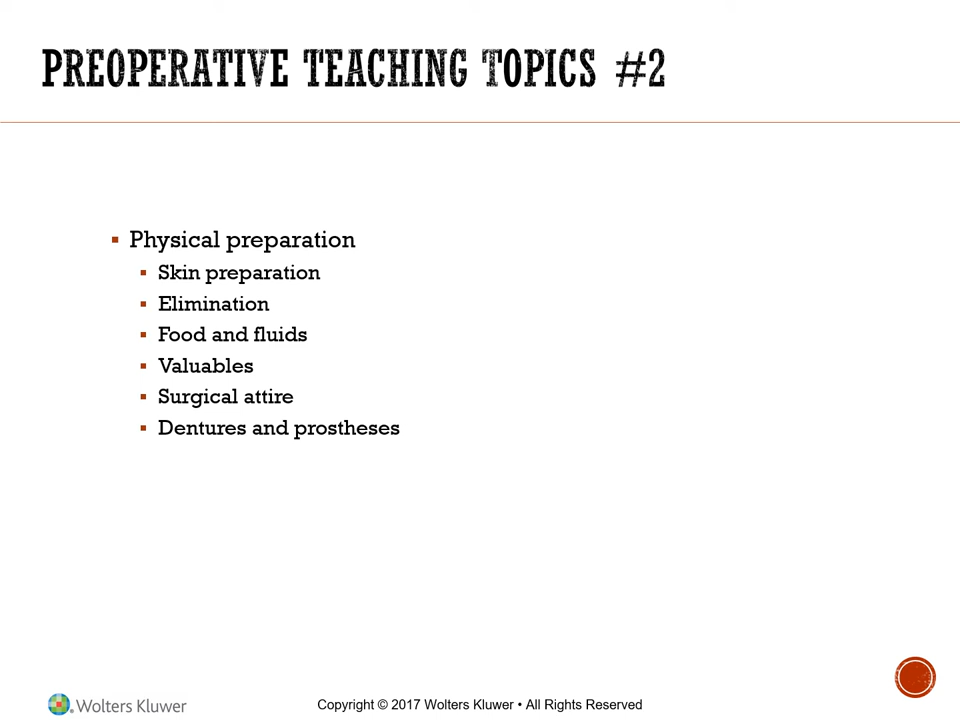 PREOPERATIVE TEACHING TOPICS #2
▪ Physical preparation
▪ Skin preparation
▪ Elimination
▪ Food and fluids
▪ Valuables
▪ Surgical attire
▪ Dentures and prostheses
Wolters Kluwer
Copyright © 2017 Wolters Kluwer • All Rights Reserved